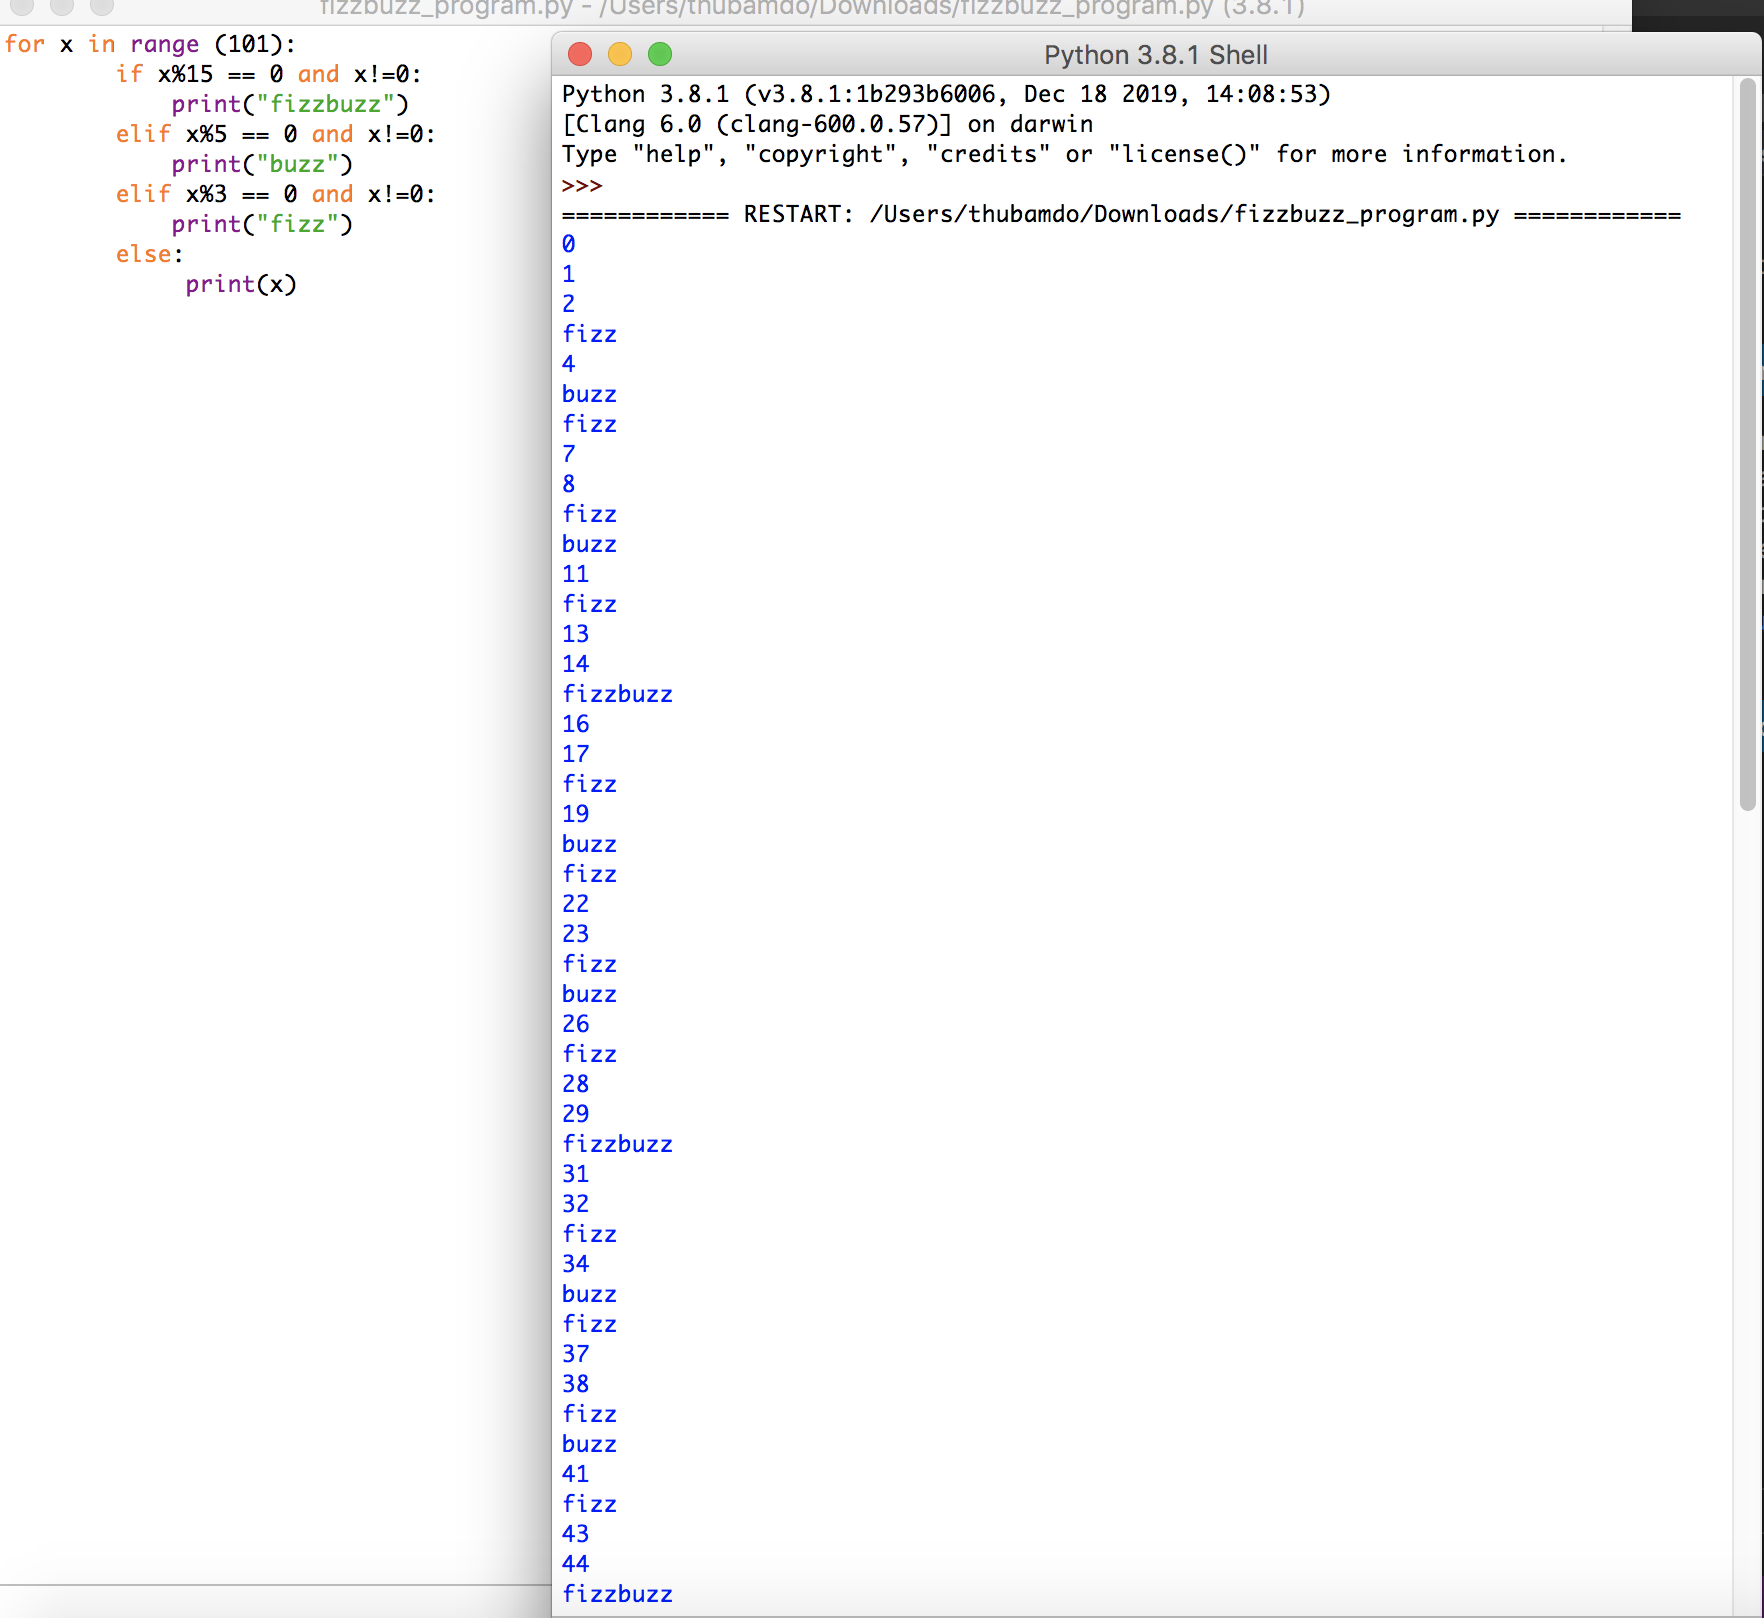 fizzbuzz_program.py - /Users/thubamdo/Downloads/fizzbuzz_program.py (3.8.1)
for x in range (101):
        if x%15 == 0 and x!=0:
            print("fizzbuzz")
        elif x%5 == 0 and x!=0:
            print("buzz")
        elif x%3 == 0 and x!=0:
            print("fizz")
        else:
             print(x)
Python 3.8.1 Shell
Python 3.8.1 (v3.8.1:1b293b6006, Dec 18 2019, 14:08:53)
[Clang 6.0 (clang-600.0.57)] on darwin
Type "help", "copyright", "credits" or "license()" for more information.
>>>
============ RESTART: /Users/thubamdo/Downloads/fizzbuzz_program.py ============
0
1
2
fizz
4
buzz
fizz
7
8
fizz
buzz
11
fizz
13
14
fizzbuzz
16
17
fizz
19
buzz
fizz
22
23
fizz
buzz
26
fizz
28
29
fizzbuzz
31
32
fizz
34
buzz
fizz
37
38
fizz
buzz
41
fizz
43
44
fizzbuzz